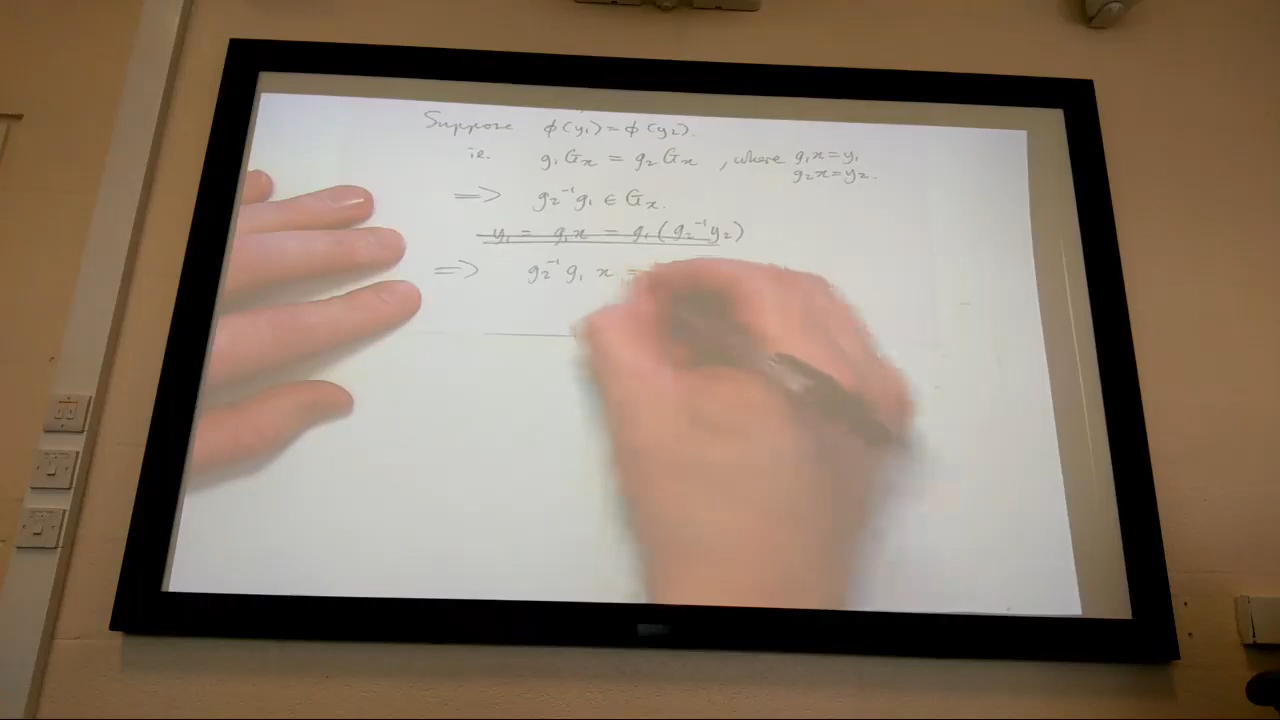 Suppose φ(y₁) = φ(y₂).
ie. g₁Gₓ = g₂Gₓ , where g₁x = y₁
g₂x = y₂.
=> g₂⁻¹g₁ ∈ Gₓ.
y₁ = g₁x = g₁(g₂⁻¹y₂)
=> g₂⁻¹g₁ x =